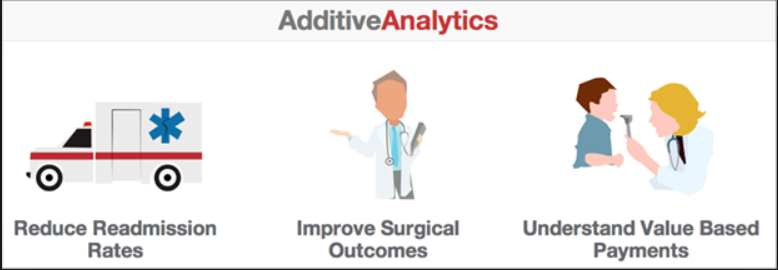 AdditiveAnalytics
Reduce Readmission
Rates
Improve Surgical
Outcomes
Understand Value Based
Payments